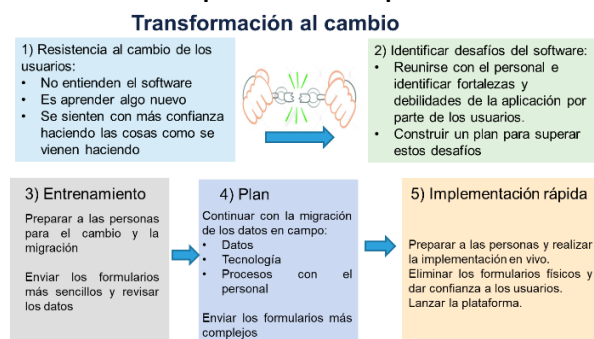 Transformación al cambio
1) Resistencia al cambio de los
usuarios:
• No entienden el software
• Es aprender algo nuevo
• Se sienten con más confianza
haciendo las cosas como se
vienen haciendo
2) Identificar desafíos del software:
• Reunirse con el personal e
identificar fortalezas y
debilidades de la aplicación por
parte de los usuarios.
• Construir un plan para superar
estos desafíos
3) Entrenamiento
Preparar a las personas
para el cambio y la
migración
Enviar los formularios
más sencillos y revisar
los datos
4) Plan
Continuar con la migración
de los datos en campo:
• Datos
• Tecnología
• Procesos con el
personal
Enviar los formularios más
complejos
5) Implementación rápida
Preparar a las personas y realizar
la implementación en vivo.
Eliminar los formularios físicos y
dar confianza a los usuarios.
Lanzar la plataforma.